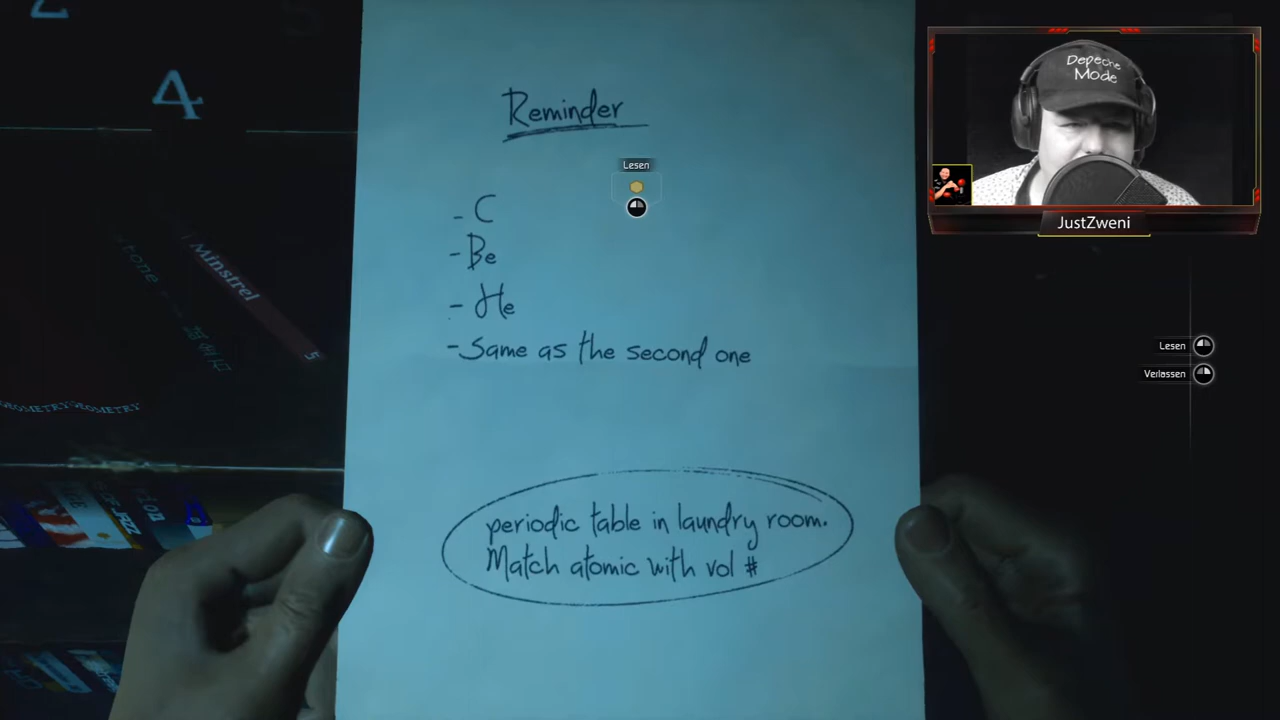 4
Reminder
- C
- Be
- He
- Same as the second one
periodic table in laundry room.
Match atomic with vol #
Lesen
Minstrel
5
Depeche
Mode
JustZweni
Lesen
Verlassen